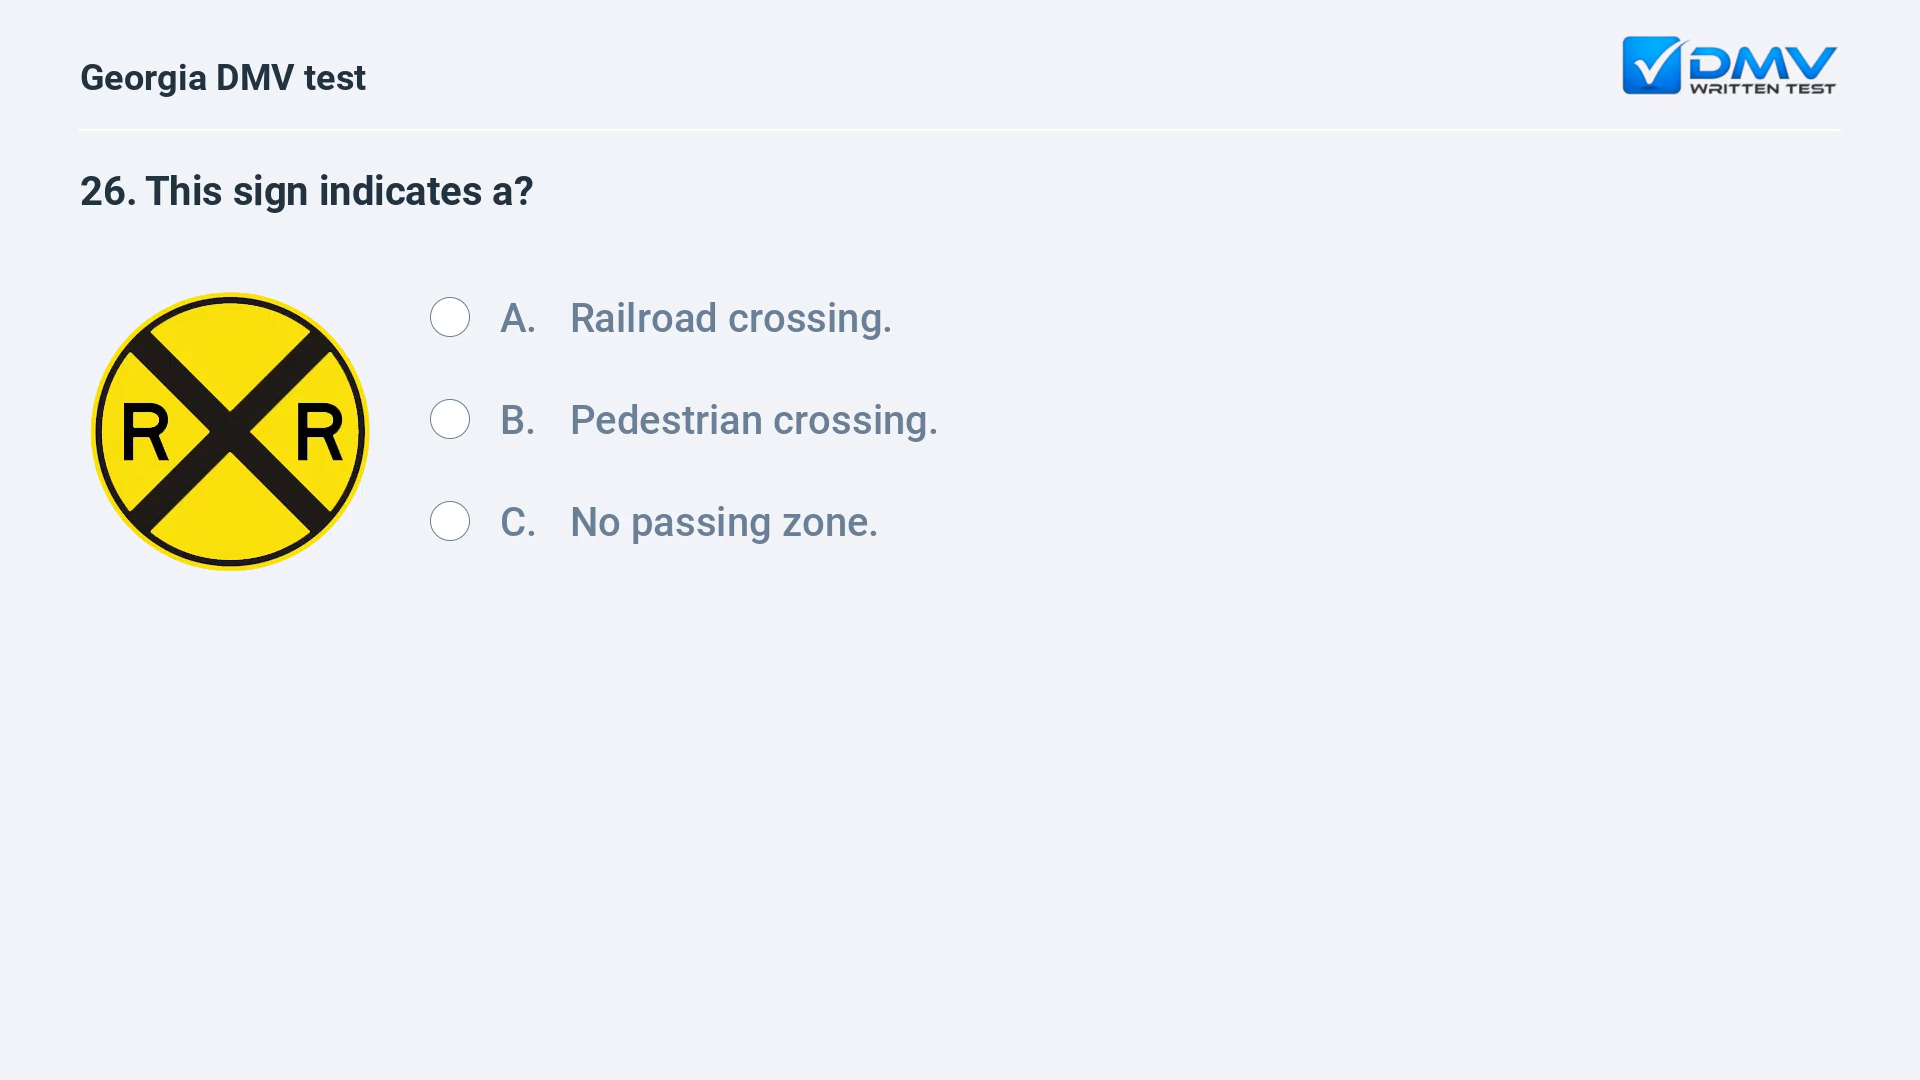 Georgia DMV test
DMV
WRITTEN TEST
26. This sign indicates a?
R R
A. Railroad crossing.
B. Pedestrian crossing.
C. No passing zone.